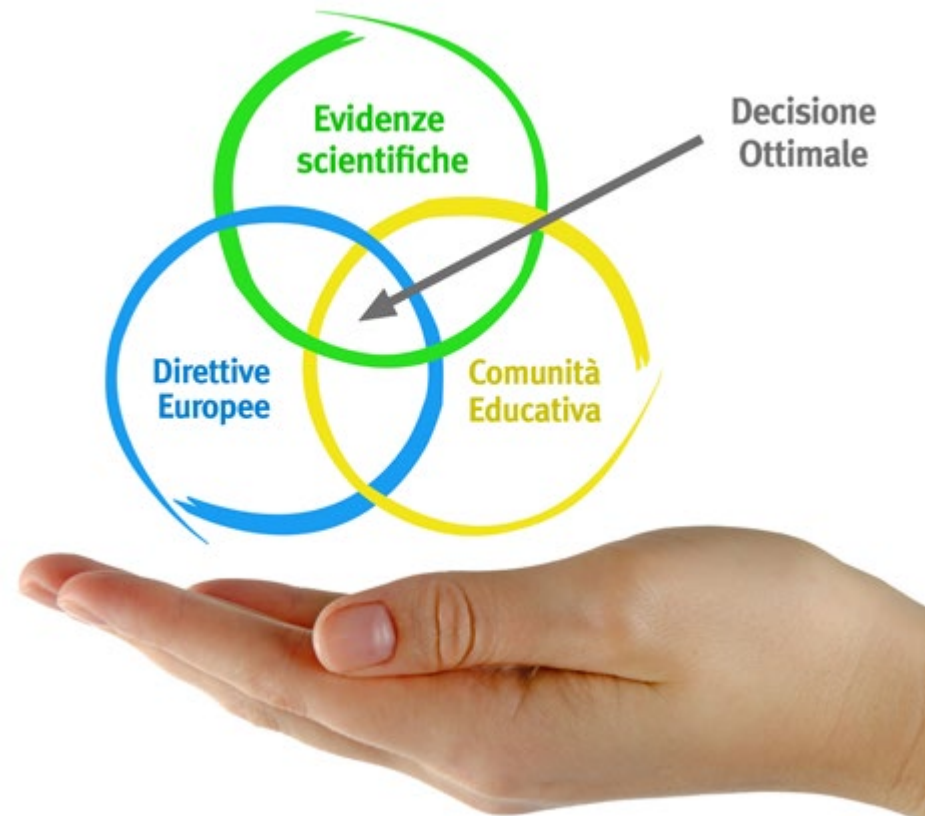 Evidenze
scientifiche
Decisione
Ottimale
Direttive
Europee
Comunità
Educativa